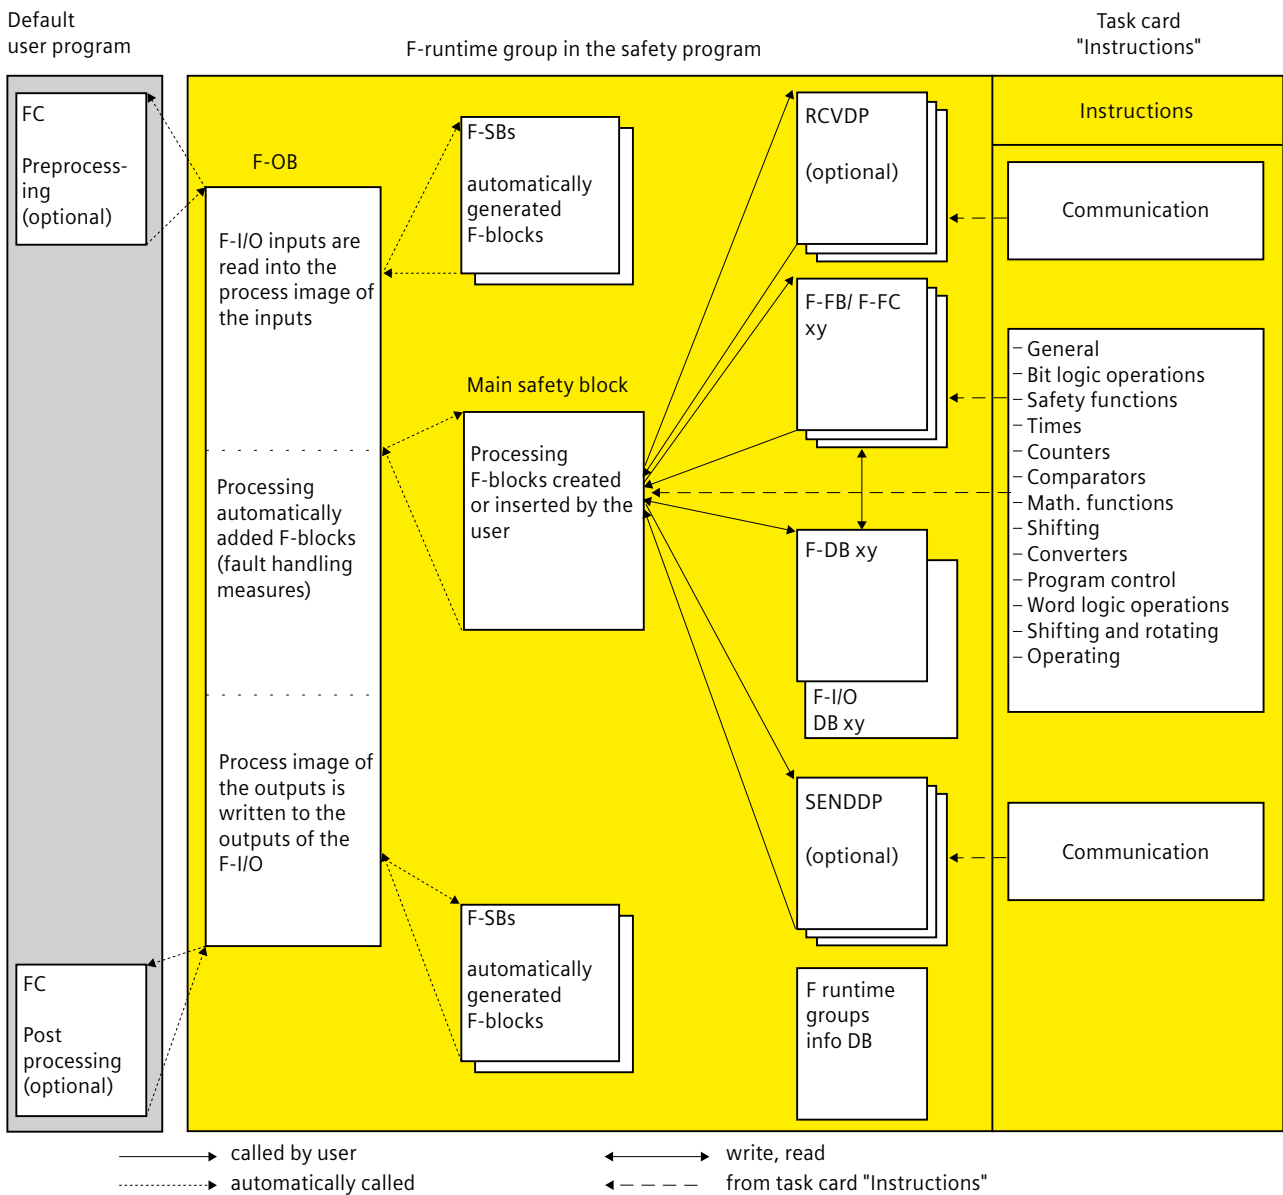 Default
user program
F-runtime group in the safety program
Task card
"Instructions"
FC
Preprocess-
ing
(optional)
F-OB
F-I/O inputs are
read into the
process image of
the inputs
Processing
automatically
added F-blocks
(fault handling
measures)
Process image of
the outputs is
written to the
outputs of the
F-I/O
FC
Post
processing
(optional)
F-SBs
automatically
generated
F-blocks
Main safety block
Processing
F-blocks created
or inserted by the
user
F-SBs
automatically
generated
F-blocks
RCVDP
(optional)
F-FB/ F-FC
xy
F-DB xy
F-I/O
DB xy
SENDDP
(optional)
F runtime
groups
info DB
Instructions
Communication
– General
– Bit logic operations
– Safety functions
– Times
– Counters
– Comparators
– Math. functions
– Shifting
– Converters
– Program control
– Word logic operations
– Shifting and rotating
– Operating
Communication
called by user
automatically called
write, read
from task card "Instructions"